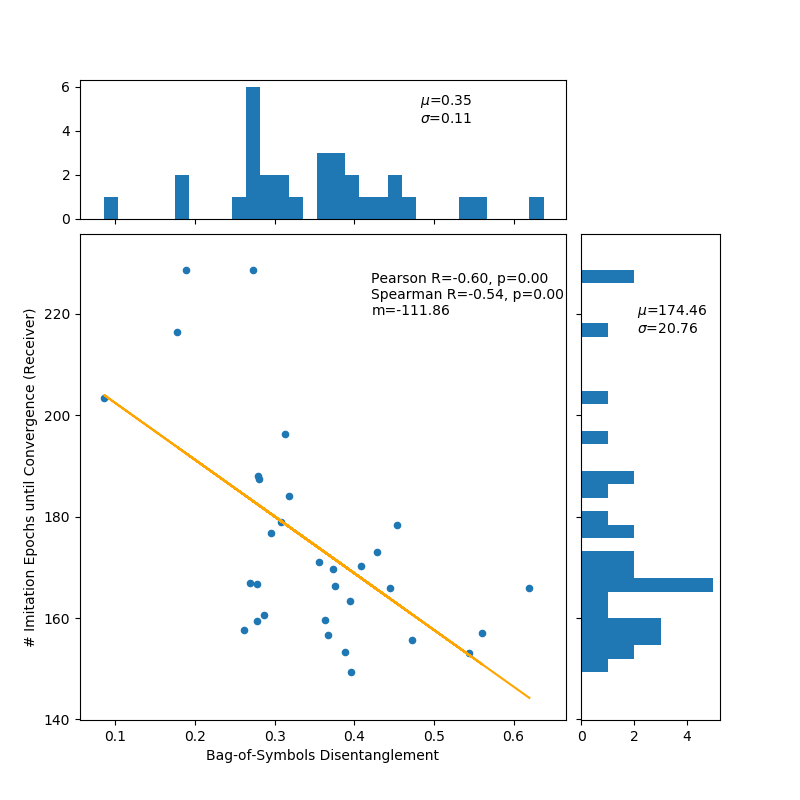 6
4
2
0
μ=0.35
σ=0.11
Pearson R=-0.60, p=0.00
Spearman R=-0.54, p=0.00
m=-111.86
μ=174.46
σ=20.76
# Imitation Epochs until Convergence (Receiver)
220
200
180
160
140
0.1 0.2 0.3 0.4 0.5 0.6
Bag-of-Symbols Disentanglement
0 2 4